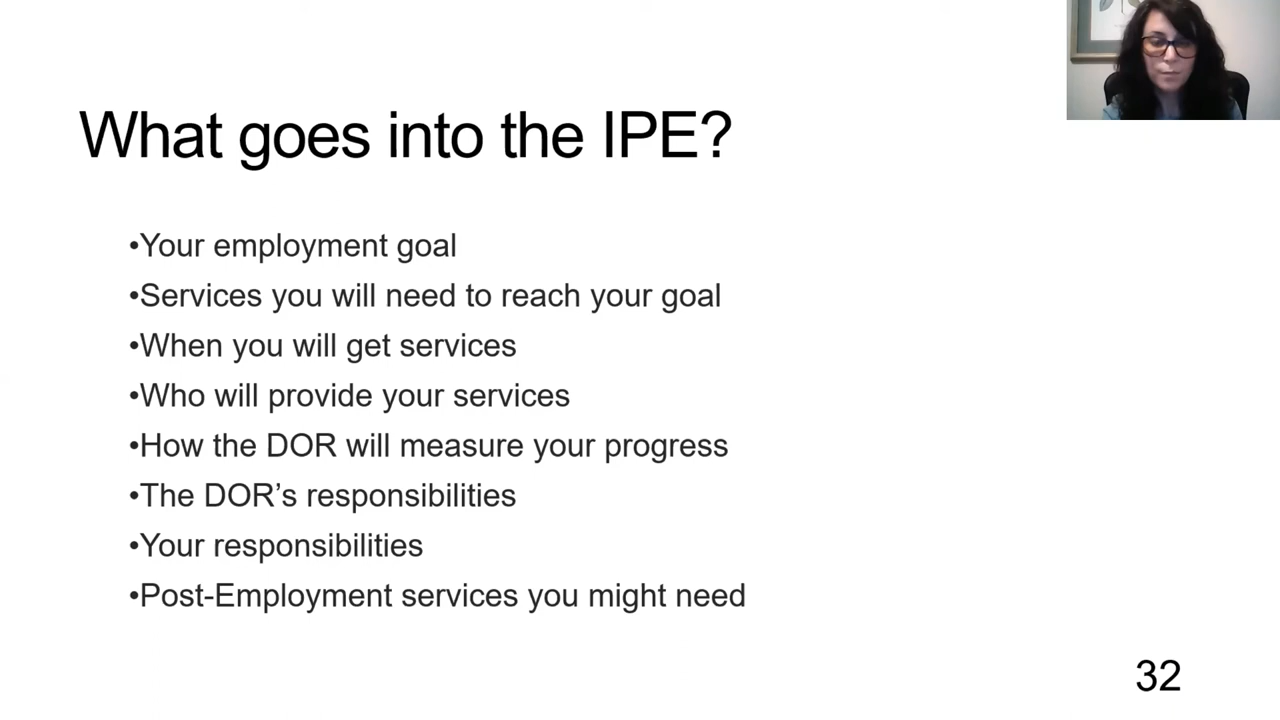 What goes into the IPE?
•Your employment goal
•Services you will need to reach your goal
•When you will get services
•Who will provide your services
•How the DOR will measure your progress
•The DOR’s responsibilities
•Your responsibilities
•Post-Employment services you might need
32